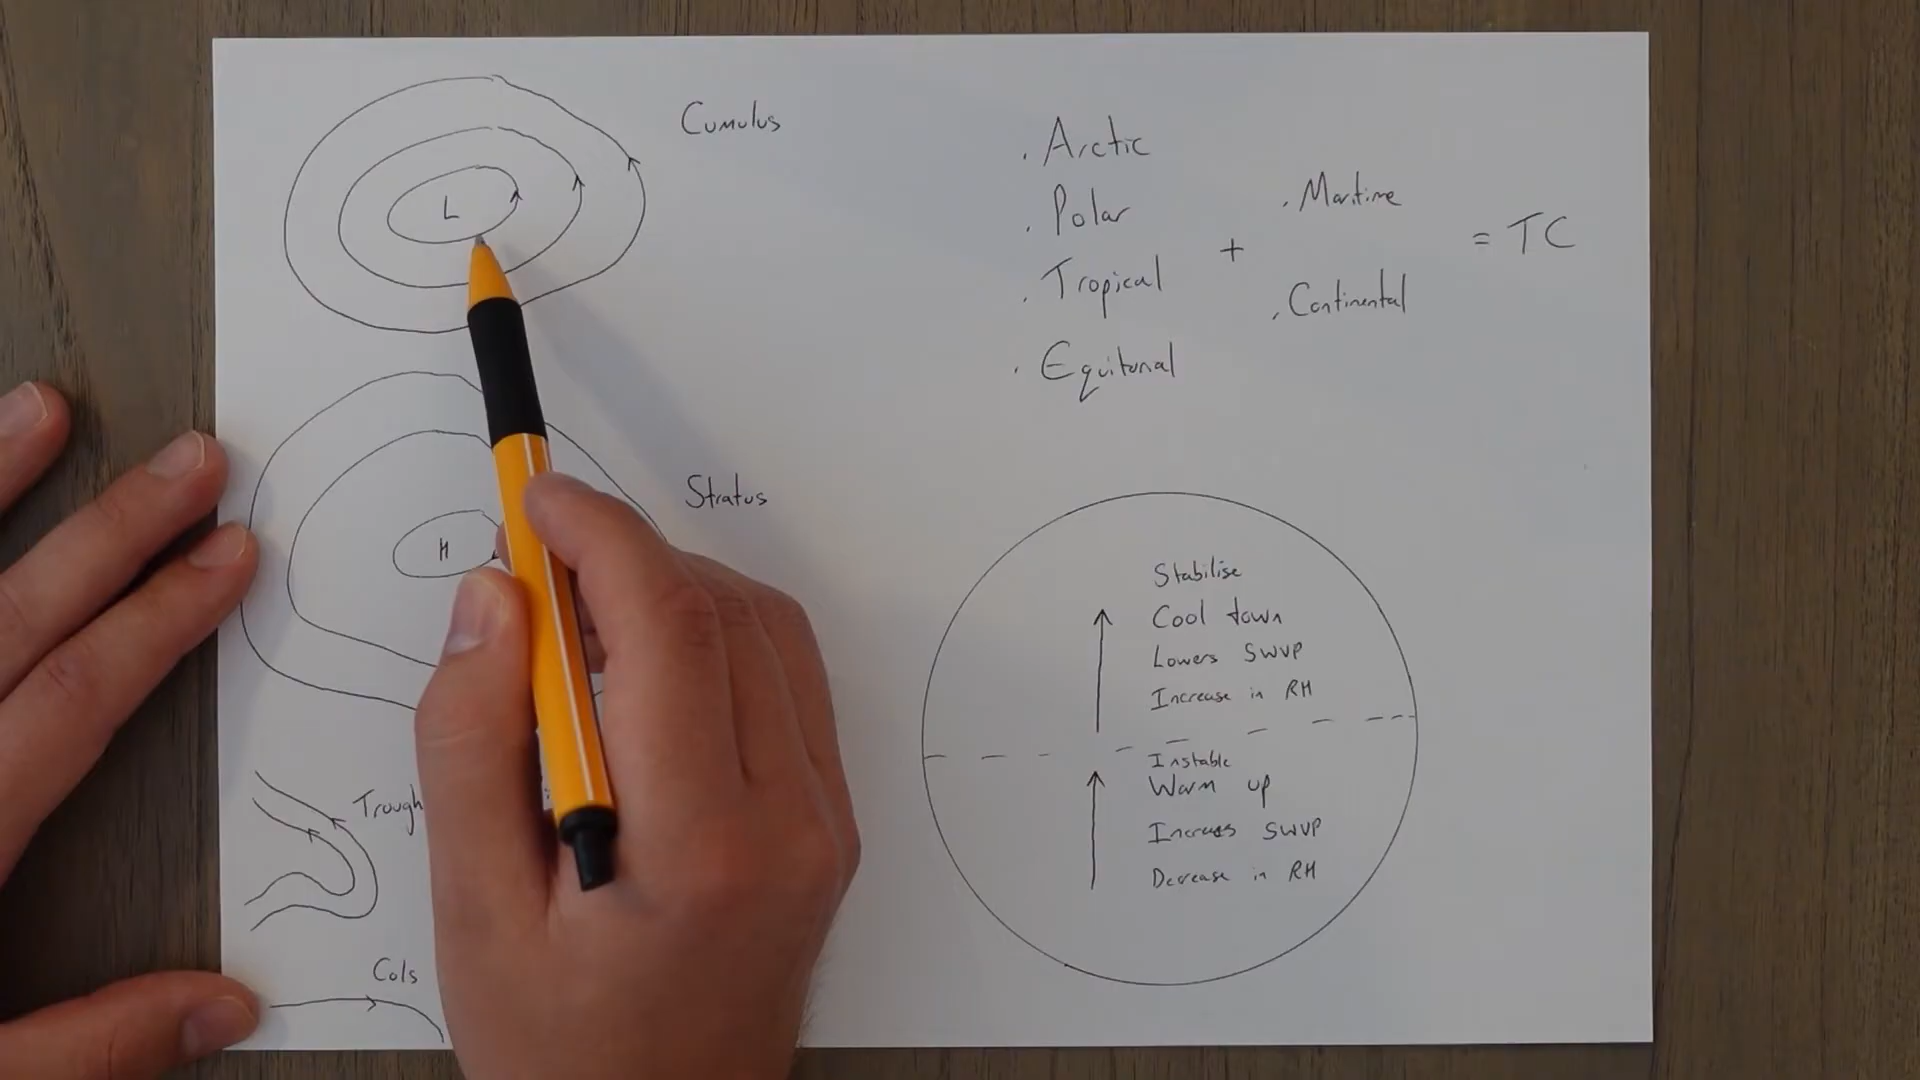 Cumulus
L
Stratus
H
Trough
Cols
. Arctic
. Polar
. Tropical
. Equitorial
+
. Maritime
. Continental
= TC
Stabilise
Cool down
Lowers SWVP
Increase in RH
Instable
Warm up
Increases SWVP
Decrease in RH